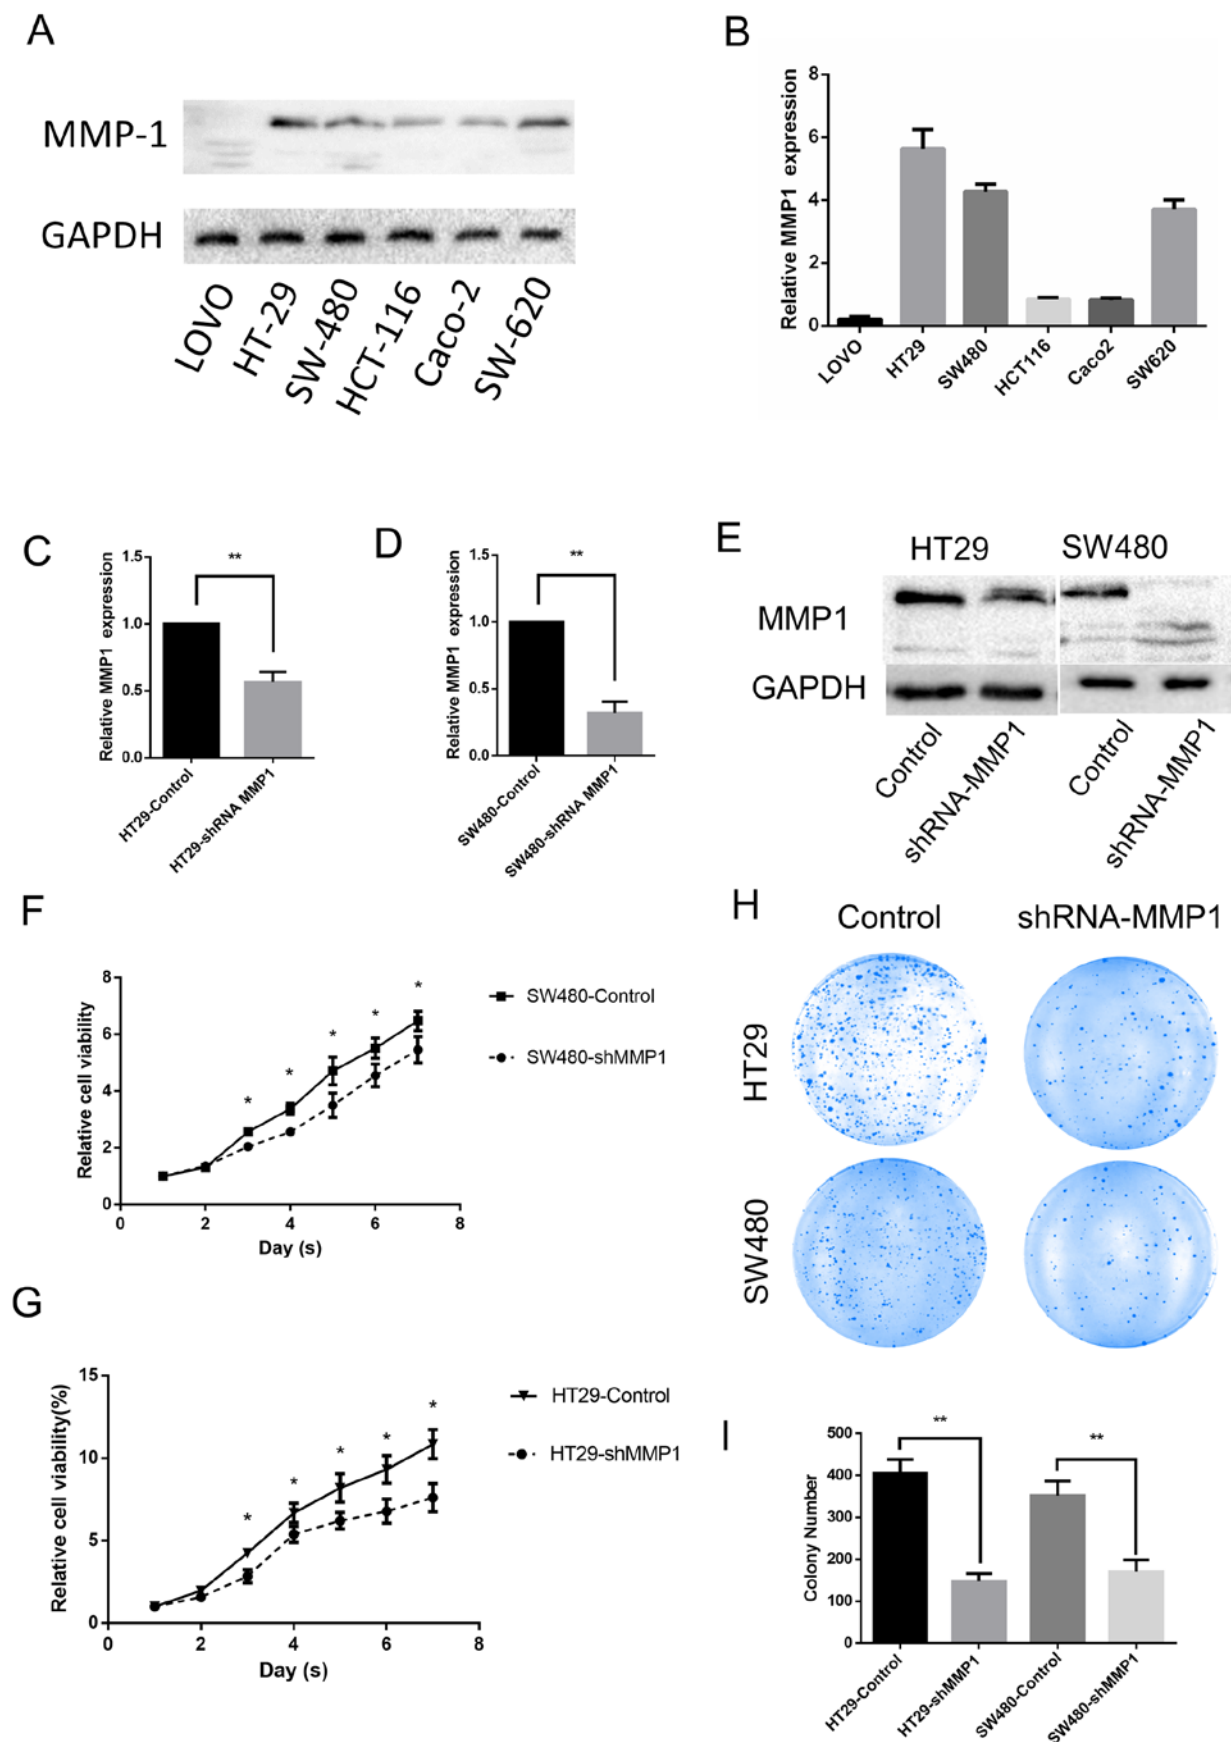 A
MMP-1
GAPDH
LOVO
HT-29
SW-480
HCT-116
Caco-2
SW-620
B
Relative MMP1 expression
8
6
4
2
0
LOVO
HT29
SW480
HCT116
Caco2
SW620
C
Relative MMP1 expression
1.5
1.0
0.5
0.0
**
HT29-Control
HT29-shRNA MMP1
D
Relative MMP1 expression
1.5
1.0
0.5
0.0
**
SW480-Control
SW480-shRNA MMP1
E
HT29 SW480
MMP1
GAPDH
Control
shRNA-MMP1
Control
shRNA-MMP1
F
Relative cell viability
8
6
4
2
0
* * * * *
0 2 4 6 8
Day (s)
SW480-Control
SW480-shMMP1
G
Relative cell viability(%)
15
10
5
0
* * * * *
0 2 4 6 8
Day (s)
HT29-Control
HT29-shMMP1
H
Control shRNA-MMP1
HT29
SW480
I
Colony Number
500
400
300
200
100
0
** **
HT29-Control
HT29-shMMP1
SW480-Control
SW480-shMMP1